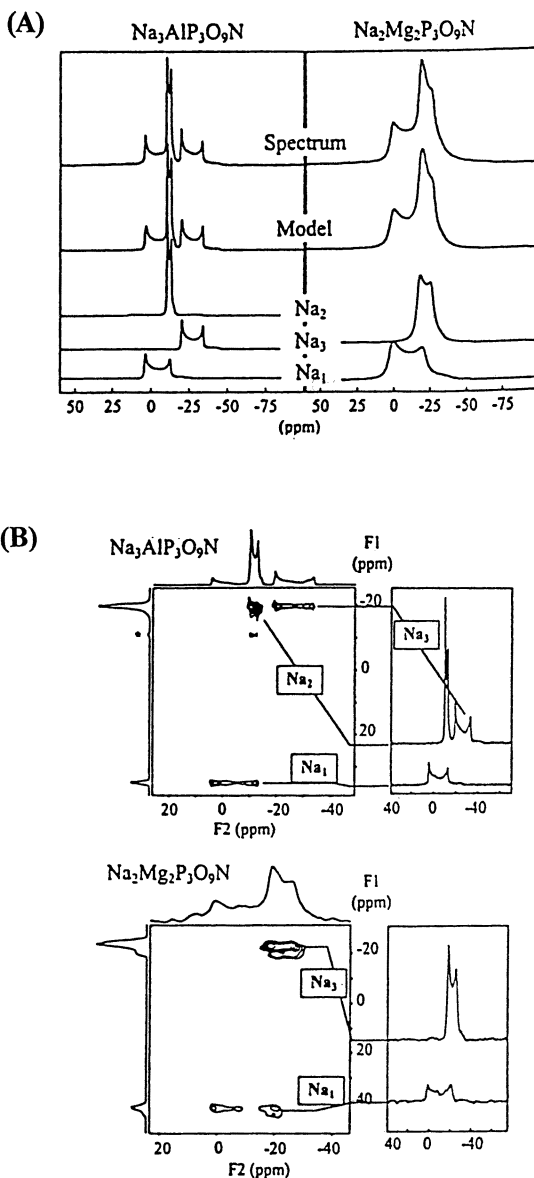 (A)
Na3AlP3O9N
Na2Mg2P3O9N
Spectrum
Model
Na2
Na3
Na1
50 25 0 -25 -50 -75 50 25 0 -25 -50 -75
(ppm)
(B)
Na3AlP3O9N
F1
(ppm)
-20
0
20
Na3
Na2
Na1
20 0 -20 -40
F2 (ppm)
40 0 -40
Na2Mg2P3O9N
F1
(ppm)
-20
0
20
40
Na3
Na1
20 0 -20 -40
F2 (ppm)
40 0 -40